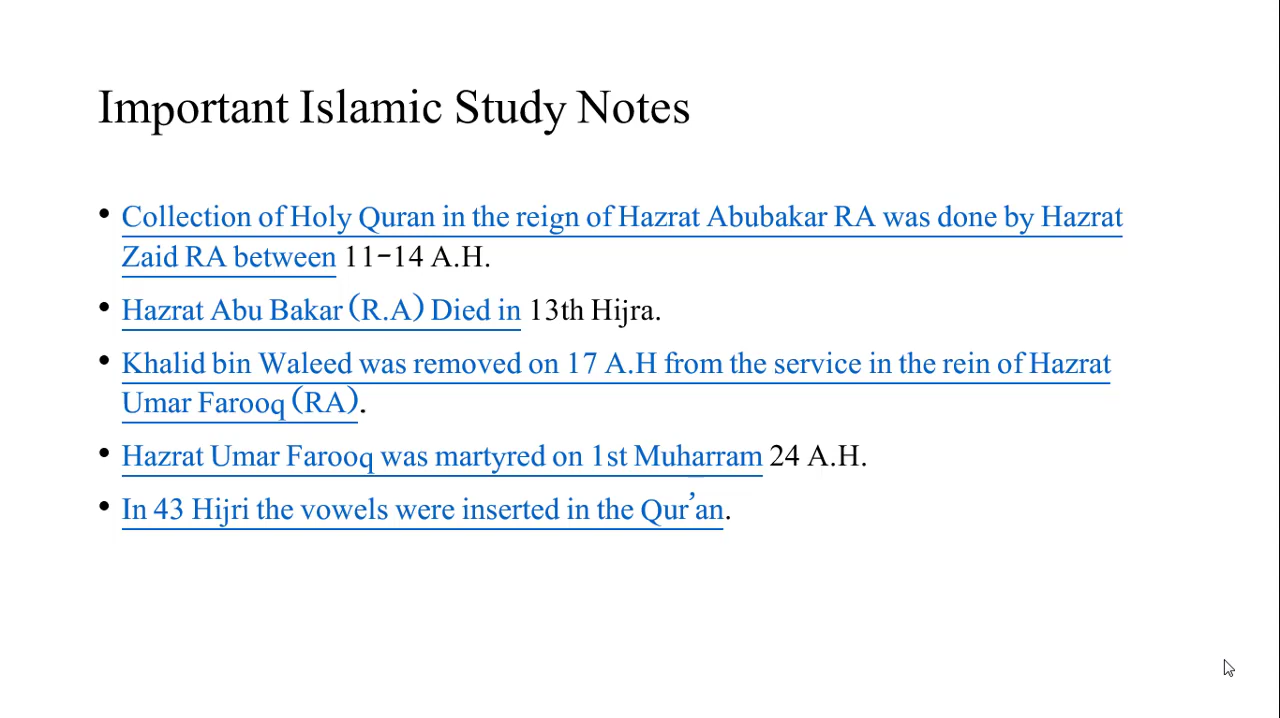 Important Islamic Study Notes
• Collection of Holy Quran in the reign of Hazrat Abubakar RA was done by Hazrat
Zaid RA between 11-14 A.H.
• Hazrat Abu Bakar (R.A) Died in 13th Hijra.
• Khalid bin Waleed was removed on 17 A.H from the service in the rein of Hazrat
Umar Farooq (RA).
• Hazrat Umar Farooq was martyred on 1st Muharram 24 A.H.
• In 43 Hijri the vowels were inserted in the Qur’an.